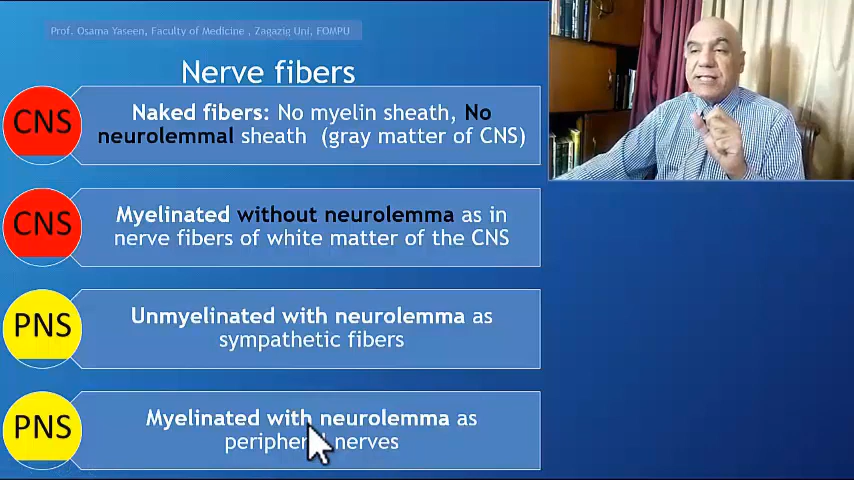 Prof. Osama Yaseen, Faculty of Medicine , Zagazig Uni, FOMPU
Nerve fibers
CNS
Naked fibers: No myelin sheath, No
neurolemmal sheath (gray matter of CNS)
CNS
Myelinated without neurolemma as in
nerve fibers of white matter of the CNS
PNS
Unmyelinated with neurolemma as
sympathetic fibers
PNS
Myelinated with neurolemma as
nerves